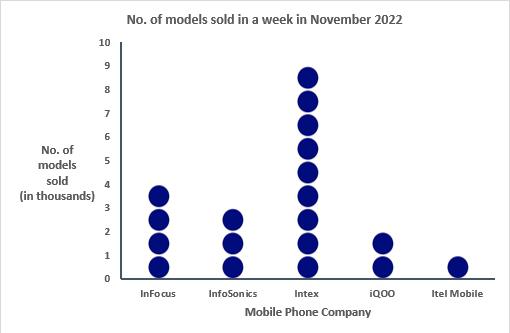 No. of models sold in a week in November 2022
10
9
8
7
6
5
4
3
2
1
0
No. of
models
sold
(in thousands)
InFocus InfoSonics Intex iQOO Itel Mobile
Mobile Phone Company